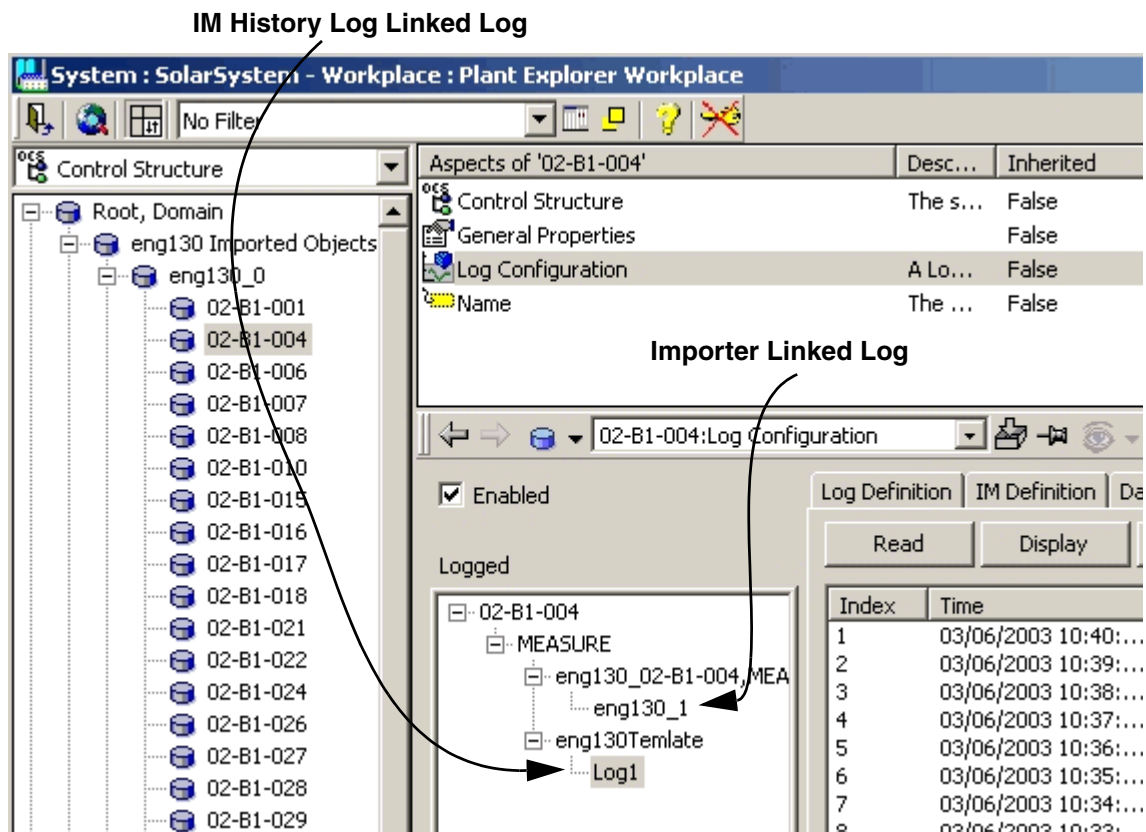 IM History Log Linked Log
System : SolarSystem - Workplace : Plant Explorer Workplace
No Filter
Control Structure
Root, Domain
eng130 Imported Objects
eng130_0
02-B1-001
02-B1-004
02-B1-006
02-B1-007
02-B1-008
02-B1-010
02-B1-015
02-B1-016
02-B1-017
02-B1-018
02-B1-021
02-B1-022
02-B1-024
02-B1-026
02-B1-027
02-B1-028
02-B1-029
Aspects of '02-B1-004' Desc... Inherited
Control Structure The s... False
General Properties False
Log Configuration A Lo... False
Name The ... False
Importer Linked Log
02-B1-004:Log Configuration
Enabled
Logged
02-B1-004
MEASURE
eng130_02-B1-004,MEA
eng130_1
eng130Temlate
Log1
Log Definition IM Definition Da
Read Display
Index Time
1 03/06/2003 10:40:...
2 03/06/2003 10:39:...
3 03/06/2003 10:38:...
4 03/06/2003 10:37:...
5 03/06/2003 10:36:...
6 03/06/2003 10:35:...
7 03/06/2003 10:34:...